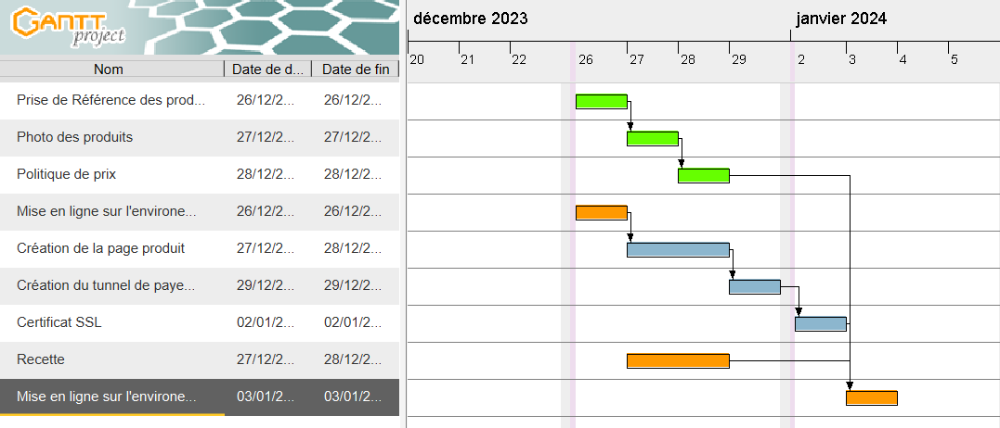 GANTT
project
décembre 2023 janvier 2024
20 21 22 26 27 28 29 2 3 4 5
Nom Date de d... Date de fin
Prise de Référence des prod... 26/12/2... 26/12/2...
Photo des produits 27/12/2... 27/12/2...
Politique de prix 28/12/2... 28/12/2...
Mise en ligne sur l'environe... 26/12/2... 26/12/2...
Création de la page produit 27/12/2... 28/12/2...
Création du tunnel de paye... 29/12/2... 29/12/2...
Certificat SSL 02/01/2... 02/01/2...
Recette 27/12/2... 28/12/2...
Mise en ligne sur l'environe... 03/01/2... 03/01/2...